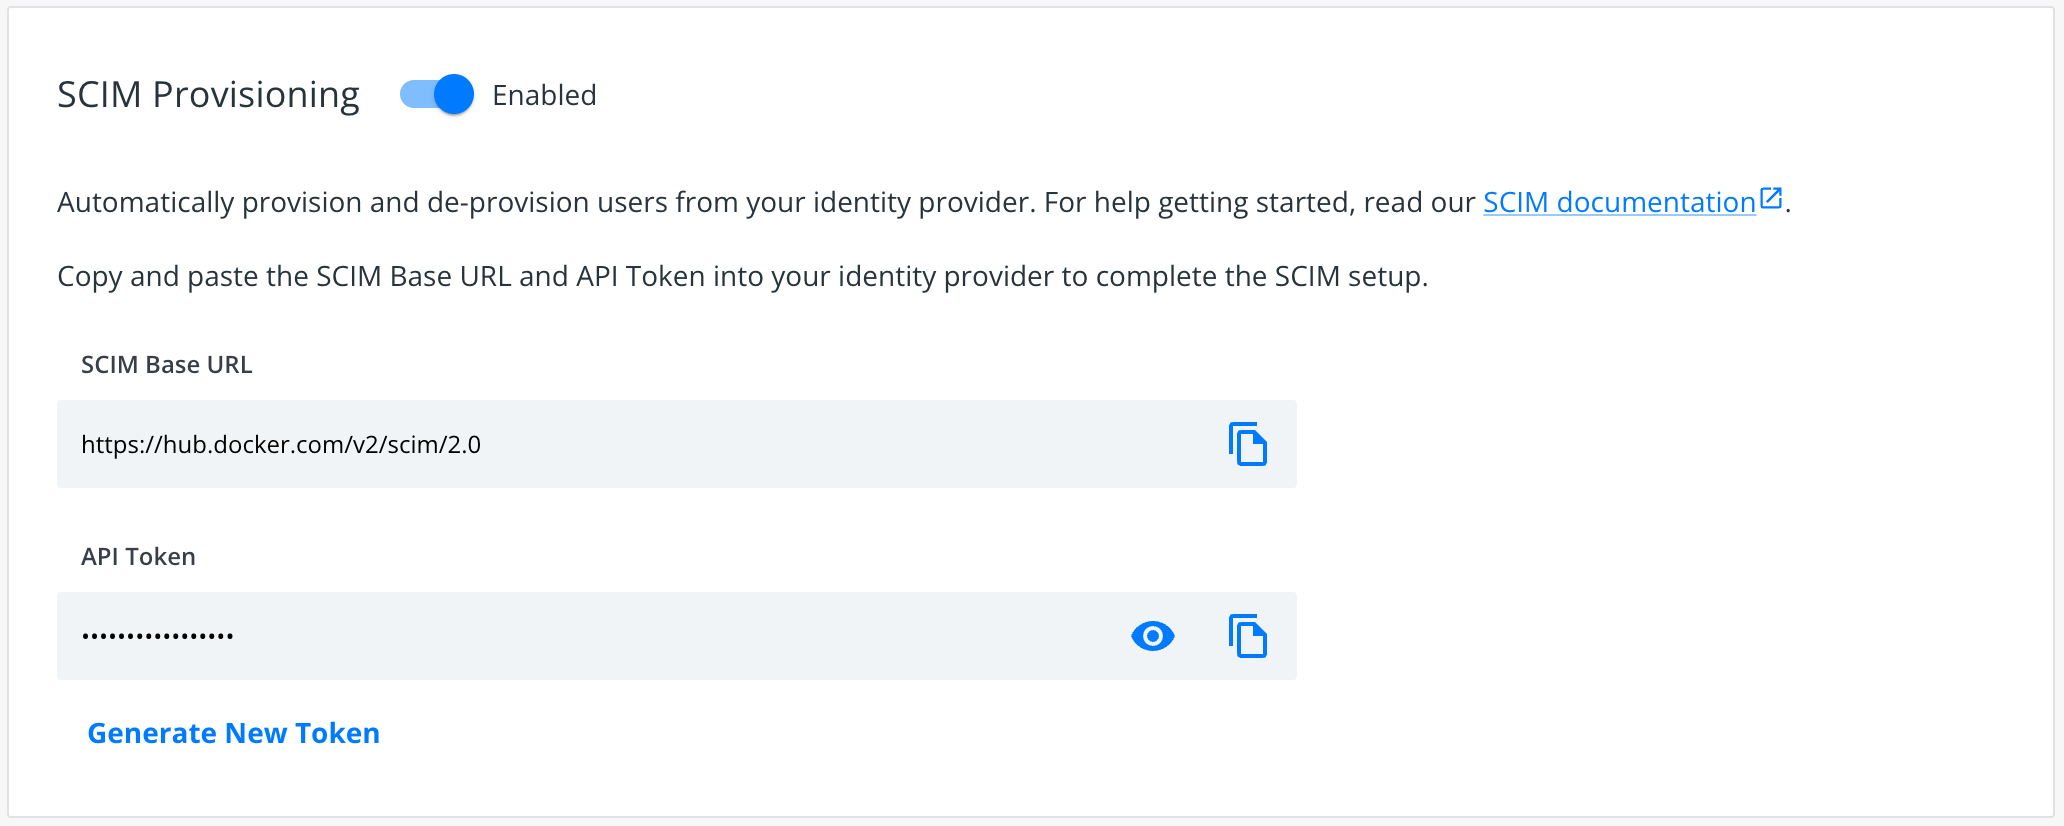 SCIM Provisioning Enabled
Automatically provision and de-provision users from your identity provider. For help getting started, read our SCIM documentation.
Copy and paste the SCIM Base URL and API Token into your identity provider to complete the SCIM setup.
SCIM Base URL
https://hub.docker.com/v2/scim/2.0
API Token
•••••••••••••••••
Generate New Token